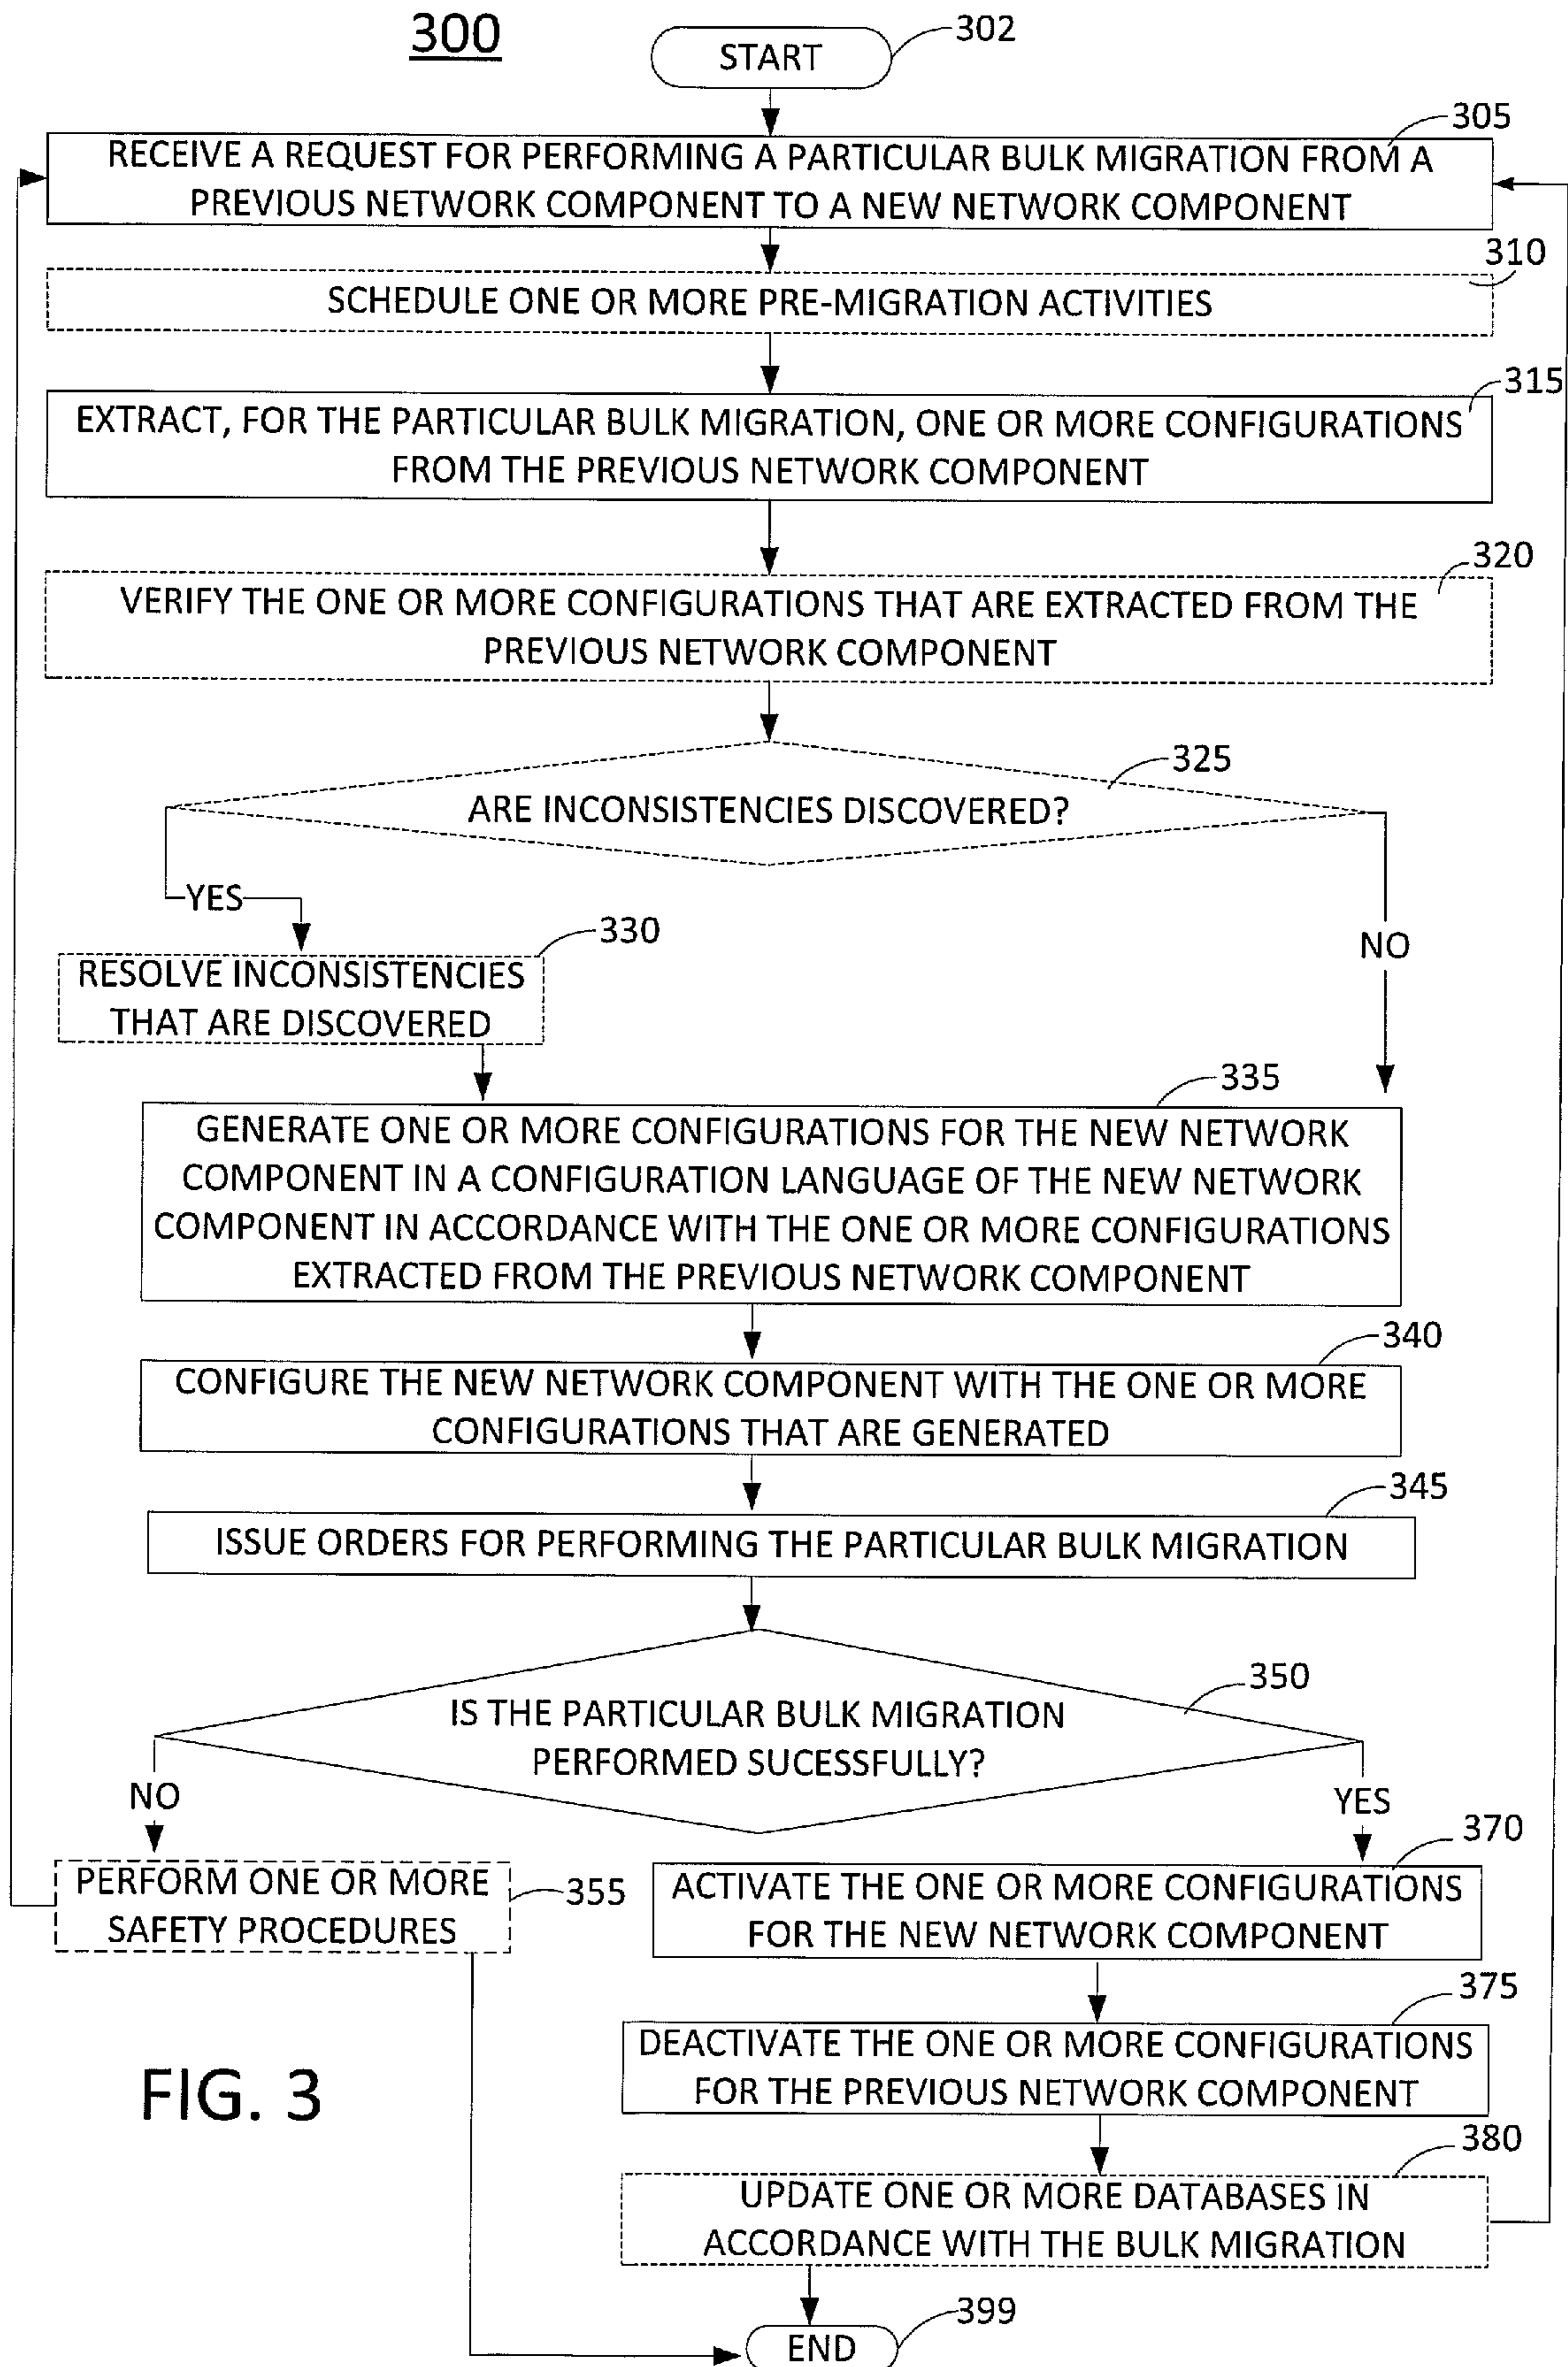 300
START
302
305
RECEIVE A REQUEST FOR PERFORMING A PARTICULAR BULK MIGRATION FROM A
PREVIOUS NETWORK COMPONENT TO A NEW NETWORK COMPONENT
310
SCHEDULE ONE OR MORE PRE-MIGRATION ACTIVITIES
315
EXTRACT, FOR THE PARTICULAR BULK MIGRATION, ONE OR MORE CONFIGURATIONS
FROM THE PREVIOUS NETWORK COMPONENT
320
VERIFY THE ONE OR MORE CONFIGURATIONS THAT ARE EXTRACTED FROM THE
PREVIOUS NETWORK COMPONENT
325
ARE INCONSISTENCIES DISCOVERED?
YES
NO
330
RESOLVE INCONSISTENCIES
THAT ARE DISCOVERED
335
GENERATE ONE OR MORE CONFIGURATIONS FOR THE NEW NETWORK
COMPONENT IN A CONFIGURATION LANGUAGE OF THE NEW NETWORK
COMPONENT IN ACCORDANCE WITH THE ONE OR MORE CONFIGURATIONS
EXTRACTED FROM THE PREVIOUS NETWORK COMPONENT
340
CONFIGURE THE NEW NETWORK COMPONENT WITH THE ONE OR MORE
CONFIGURATIONS THAT ARE GENERATED
345
ISSUE ORDERS FOR PERFORMING THE PARTICULAR BULK MIGRATION
350
IS THE PARTICULAR BULK MIGRATION
PERFORMED SUCESSFULLY?
NO
YES
355
PERFORM ONE OR MORE
SAFETY PROCEDURES
370
ACTIVATE THE ONE OR MORE CONFIGURATIONS
FOR THE NEW NETWORK COMPONENT
375
DEACTIVATE THE ONE OR MORE CONFIGURATIONS
FOR THE PREVIOUS NETWORK COMPONENT
380
UPDATE ONE OR MORE DATABASES IN
ACCORDANCE WITH THE BULK MIGRATION
399
END
FIG. 3